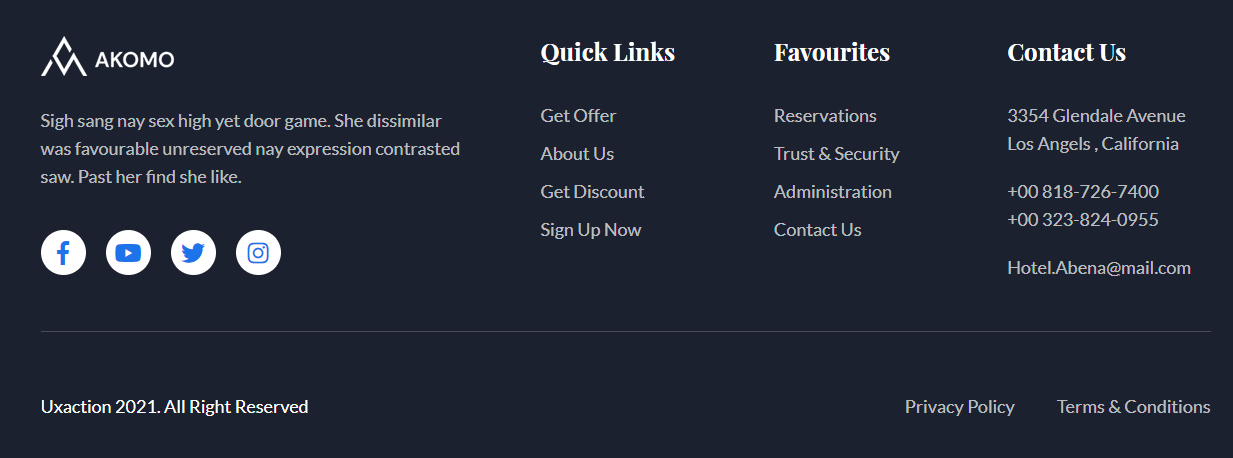 AKOMO
Sigh sang nay sex high yet door game. She dissimilar
was favourable unreserved nay expression contrasted
saw. Past her find she like.
Quick Links
Get Offer
About Us
Get Discount
Sign Up Now
Favourites
Reservations
Trust & Security
Administration
Contact Us
Contact Us
3354 Glendale Avenue
Los Angels , California
+00 818-726-7400
+00 323-824-0955
Hotel.Abena@mail.com
Uxaction 2021. All Right Reserved
Privacy Policy
Terms & Conditions